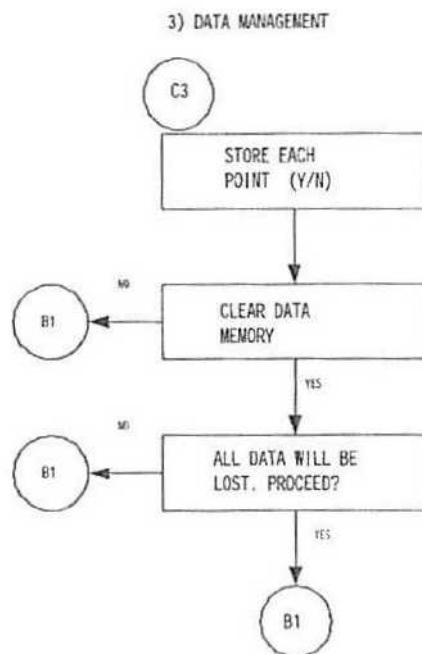 3) DATA MANAGEMENT
C3
STORE EACH
POINT (Y/N)
NO
B1
CLEAR DATA
MEMORY
YES
NO
B1
ALL DATA WILL BE
LOST. PROCEED?
YES
B1